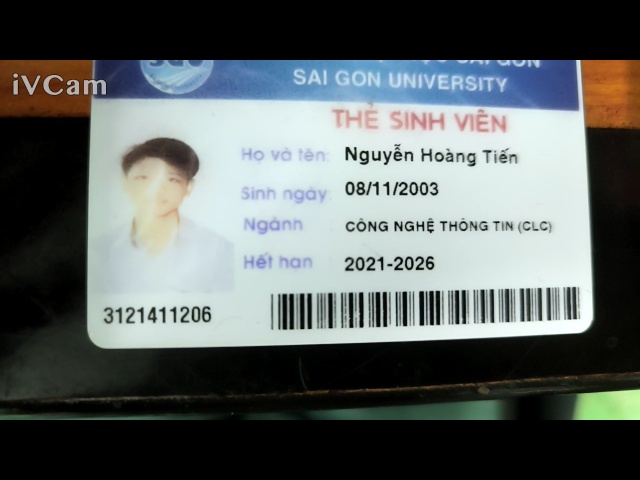 iVCam
SGU
SÀI GÒN
SAI GON UNIVERSITY
THẺ SINH VIÊN
Họ và tên: Nguyễn Hoàng Tiến
Sinh ngày: 08/11/2003
Ngành CÔNG NGHỆ THÔNG TIN (CLC)
Hết hạn 2021-2026
3121411206